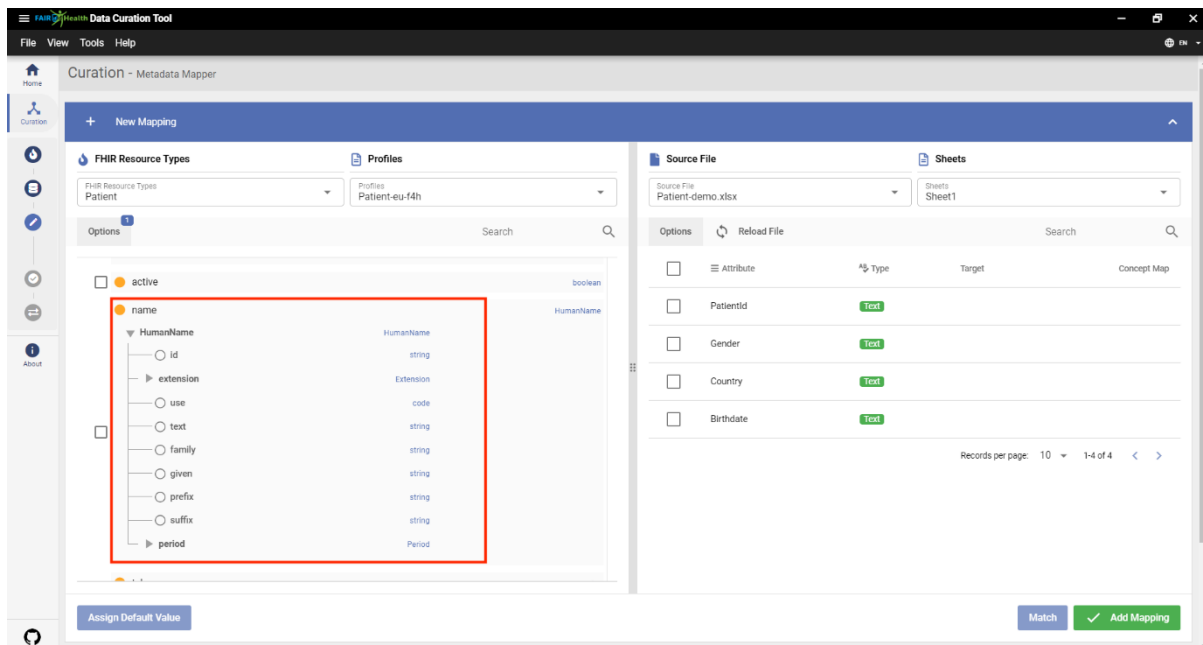 FAIR4Health Data Curation Tool
File View Tools Help
EN
Home
Curation
About
Curation - Metadata Mapper
+ New Mapping
FHIR Resource Types
Profiles
FHIR Resource Types
Patient
Profiles
Patient-eu-f4h
Options
1
Search
active boolean
name HumanName
HumanName HumanName
id string
extension Extension
use code
text string
family string
given string
prefix string
suffix string
period Period
Assign Default Value
Source File
Sheets
Source File
Patient-demo.xlsx
Sheets
Sheet1
Options Reload File Search
Attribute Type Target Concept Map
PatientId Text
Gender Text
Country Text
Birthdate Text
Records per page: 10 1-4 of 4
Match Add Mapping